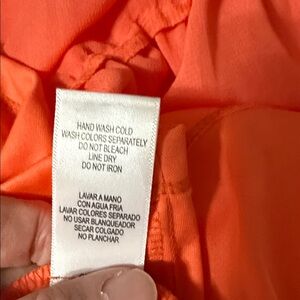 HAND WASH COLD
WASH COLORS SEPARATELY
DO NOT BLEACH
LINE DRY
DO NOT IRON
LAVAR A MANO
CON AGUA FRIA
LAVAR COLORES SEPARADO
NO USAR BLANQUEADOR
SECAR COLGADO
NO PLANCHAR